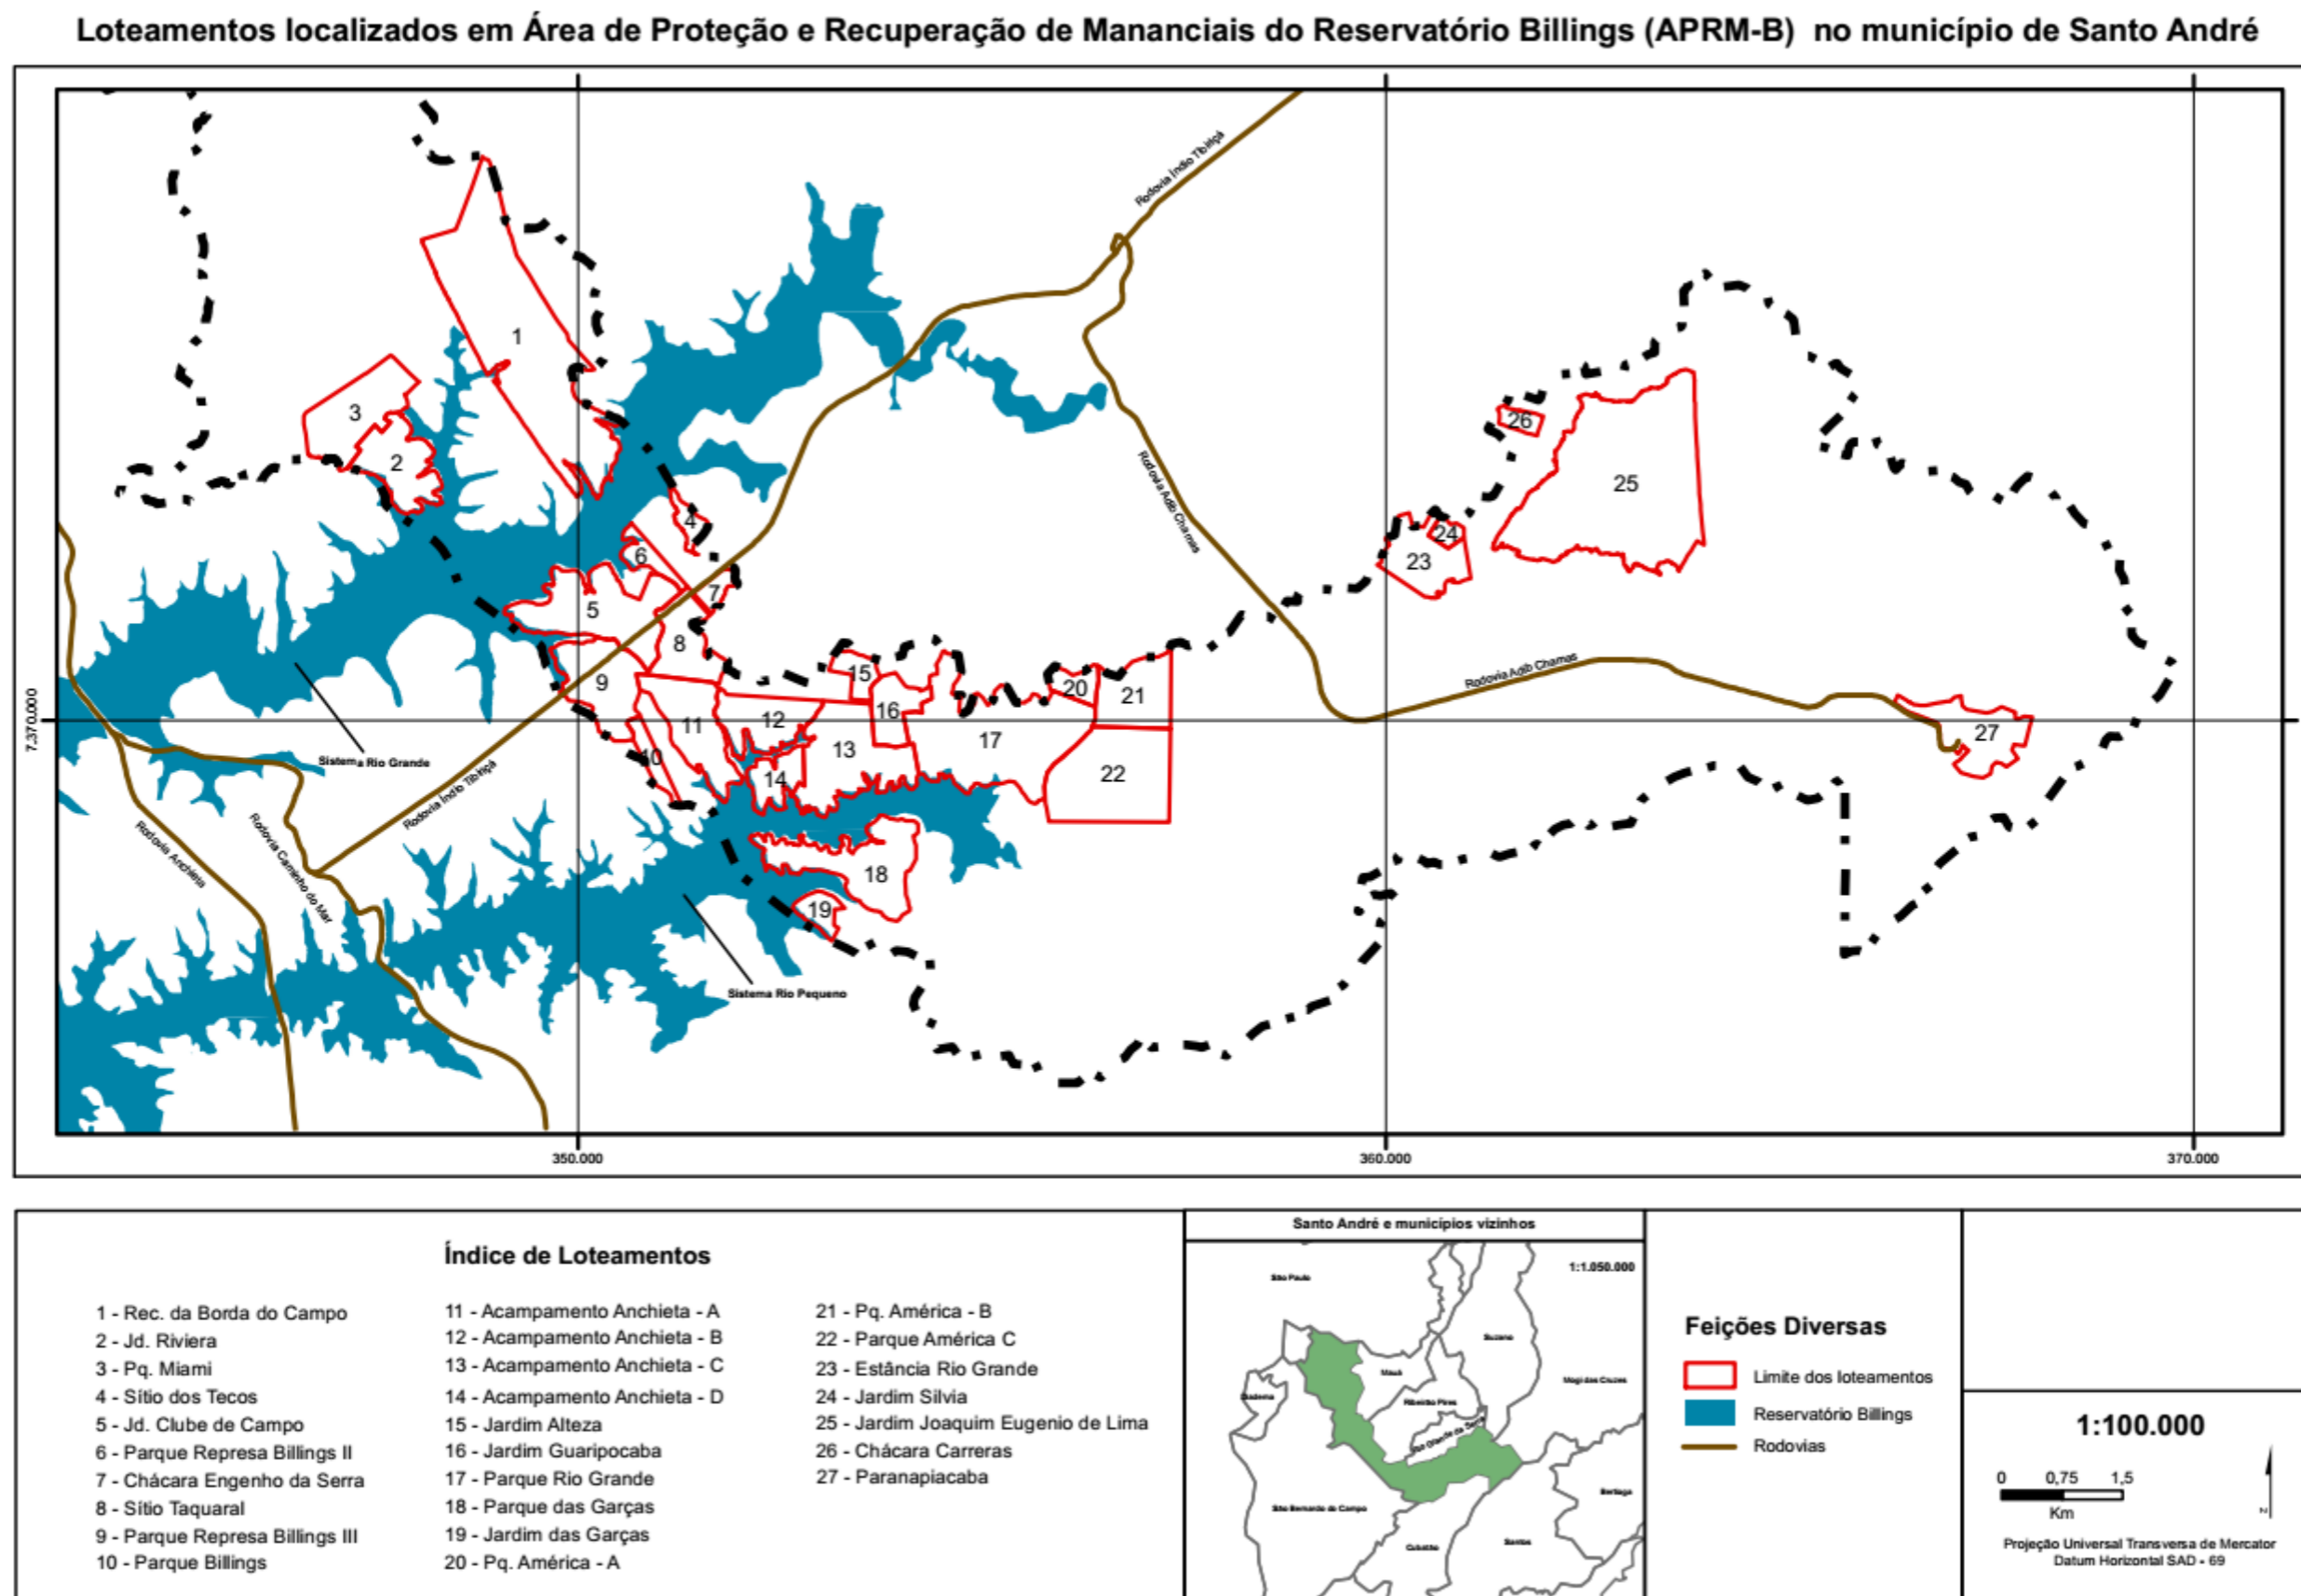 Loteamentos localizados em Área de Proteção e Recuperação de Mananciais do Reservatório Billings (APRM-B) no município de Santo André
Rodovia Índio Tibiriçá
1
3
2
26
25
4
24
6
23
7
5
8
Rodovia Adib Chamas
15
20
21
9
16
Rodovia Adib Chamas
11
12
17
27
13
10
14
22
7.370.000
Sistema Rio Grande
Rodovia Índio Tibiriçá
Rodovia Anchieta
Rodovia Caminho do Mar
18
19
Sistema Rio Pequeno
350.000
360.000
370.000
Índice de Loteamentos
1 - Rec. da Borda do Campo
2 - Jd. Riviera
3 - Pq. Miami
4 - Sítio dos Tecos
5 - Jd. Clube de Campo
6 - Parque Represa Billings II
7 - Chácara Engenho da Serra
8 - Sítio Taquaral
9 - Parque Represa Billings III
10 - Parque Billings
11 - Acampamento Anchieta - A
12 - Acampamento Anchieta - B
13 - Acampamento Anchieta - C
14 - Acampamento Anchieta - D
15 - Jardim Alteza
16 - Jardim Guaripocaba
17 - Parque Rio Grande
18 - Parque das Garças
19 - Jardim das Garças
20 - Pq. América - A
21 - Pq. América - B
22 - Parque América C
23 - Estância Rio Grande
24 - Jardim Silvia
25 - Jardim Joaquim Eugenio de Lima
26 - Chácara Carreras
27 - Paranapiacaba
Santo André e municípios vizinhos
1:1.050.000
São Paulo
Suzano
Mauá
Mogi das Cruzes
Diadema
Ribeirão Pires
Rio Grande da Serra
Bertioga
São Bernardo do Campo
Santos
Cubatão
Feições Diversas
Limite dos loteamentos
Reservatório Billings
Rodovias
1:100.000
0 0,75 1,5
Km
N
Projeção Universal Transversa de Mercator
Datum Horizontal SAD - 69